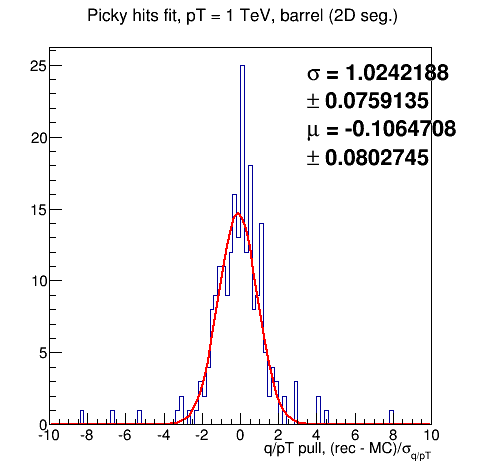 Picky hits fit, pT = 1 TeV, barrel (2D seg.)
σ = 1.0242188
± 0.0759135
μ = -0.1064708
± 0.0802745
25
20
15
10
5
0
-10 -8 -6 -4 -2 0 2 4 6 8 10
q/pT pull, (rec - MC)/σq/pT